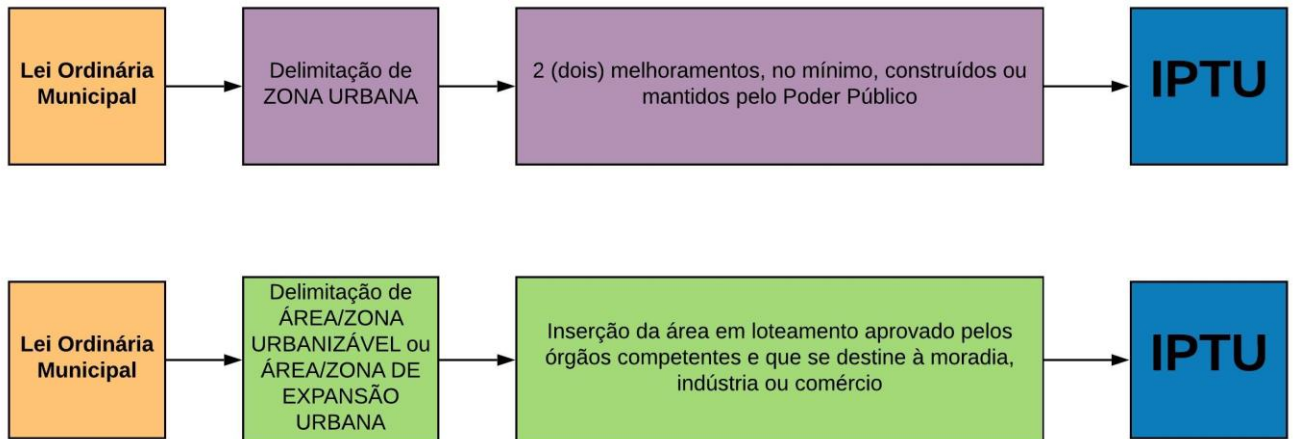 Lei Ordinária
Municipal
Delimitação de
ZONA URBANA
2 (dois) melhoramentos, no mínimo, construídos ou
mantidos pelo Poder Público
IPTU
Lei Ordinária
Municipal
Delimitação de
ÁREA/ZONA
URBANIZÁVEL ou
ÁREA/ZONA DE
EXPANSÃO
URBANA
Inserção da área em loteamento aprovado pelos
órgãos competentes e que se destine à moradia,
indústria ou comércio
IPTU